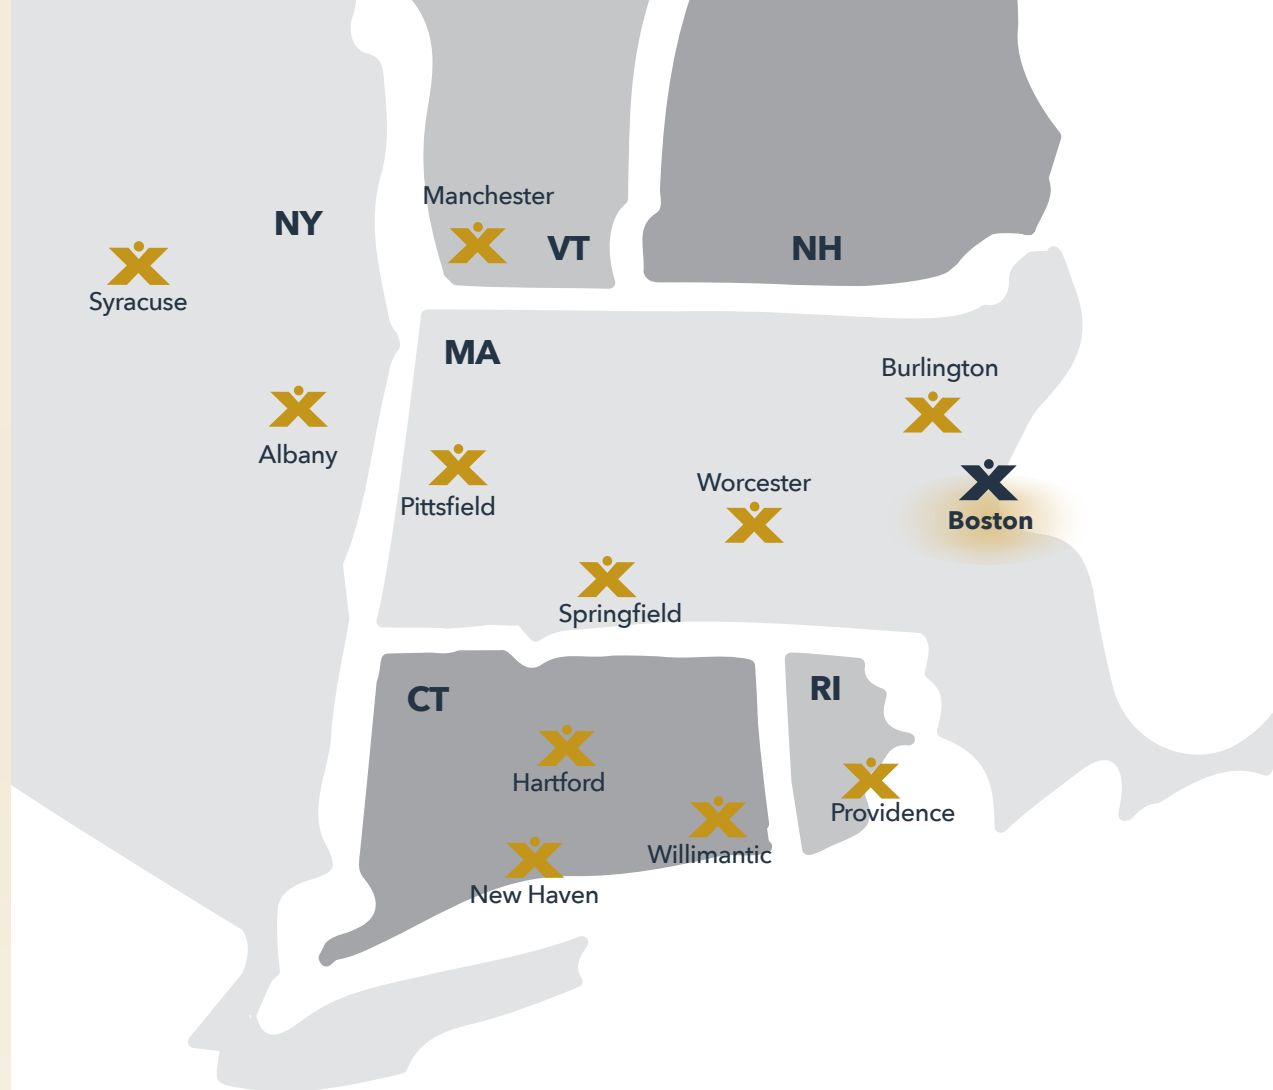 Manchester
NY
VT
NH
Syracuse
MA
Burlington
Albany
Pittsfield
Worcester
Boston
Springfield
CT
RI
Hartford
Providence
Willimantic
New Haven